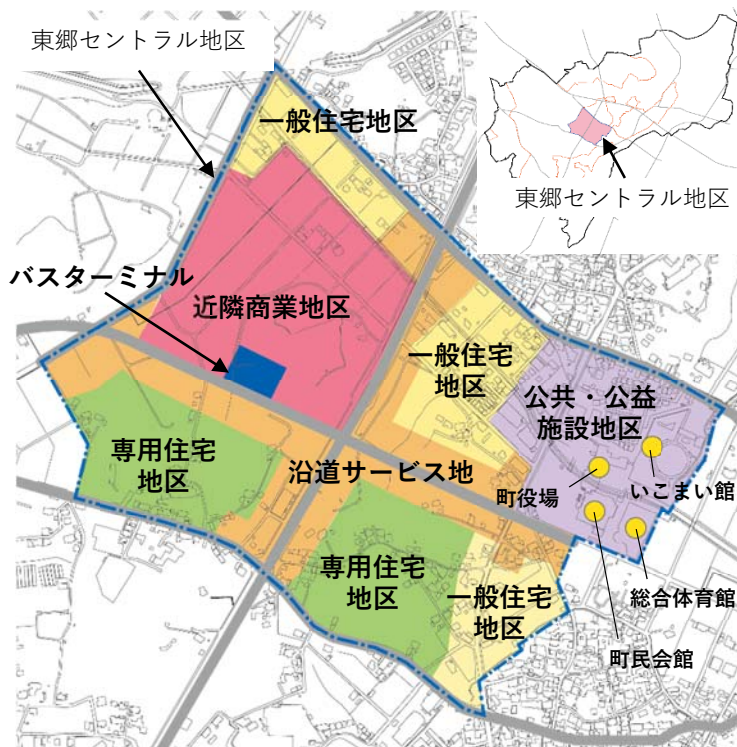 東郷セントラル地区
一般住宅地区
東郷セントラル地区
バスターミナル
近隣商業地区
一般住宅
地区
公共・公益
施設地区
専用住宅
地区
沿道サービス地
町役場
いこまい館
専用住宅
地区
一般住宅
地区
総合体育館
町民会館